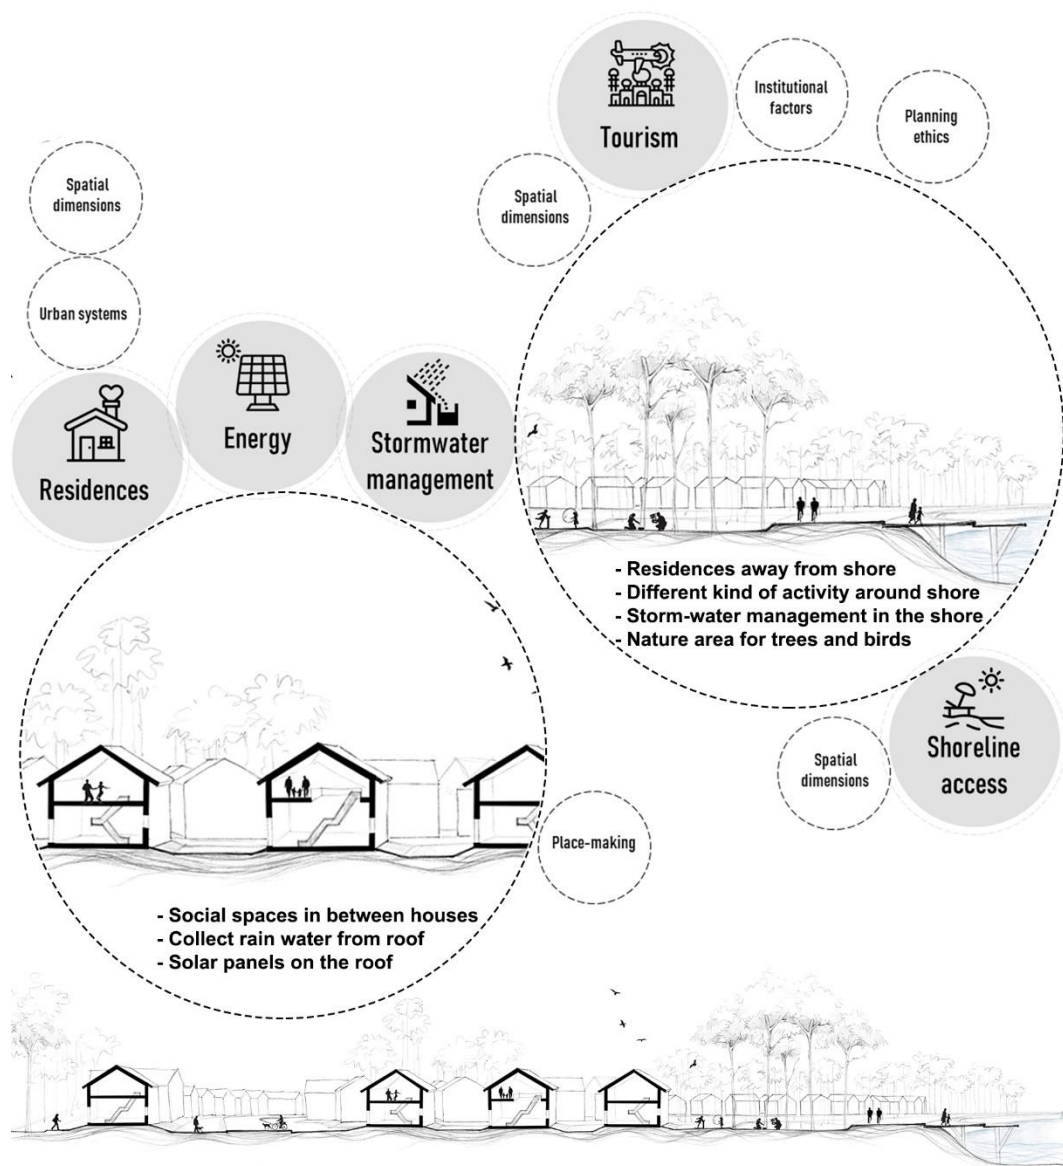 Tourism
Institutional
factors
Planning
ethics
Spatial
dimensions
Spatial
dimensions
Urban systems
Residences
Energy
Stormwater
management
- Residences away from shore
- Different kind of activity around shore
- Storm-water management in the shore
- Nature area for trees and birds
Shoreline
access
Spatial
dimensions
Place-making
- Social spaces in between houses
- Collect rain water from roof
- Solar panels on the roof